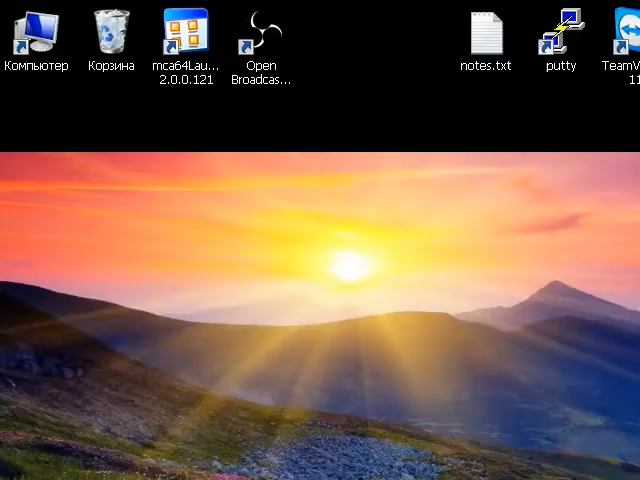 Компьютер
Корзина
mca64Lau...
2.0.0.121
Open
Broadcas...
notes.txt
putty
TeamV
11